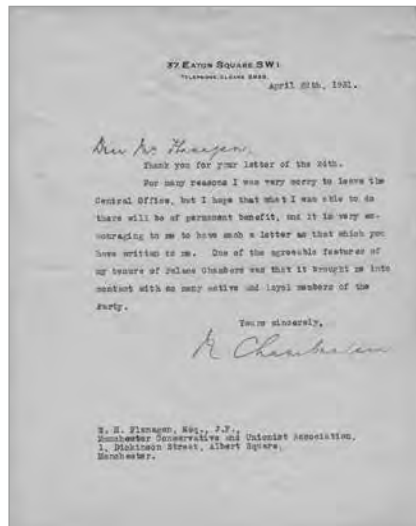 37 EATON SQUARE SW1
TELEPHONE SLOANE
April 28th, 1931.
Dear Mr Flanagan,
Thank you for your letter of the 24th.
For many reasons I was very sorry to leave the
Central Office, but I hope that what I was able to do
there will be of permanent benefit, and it is very en-
couraging to me to have such a letter as that which you
have written to me. One of the agreeable features of
my tenure of Palace Chambers was that it brought me into
contact with so many active and loyal members of the
Party.
Yours sincerely,
N Chamberlain
Flanagan, Esq., J.P.,
Manchester Conservative and Unionist Association,
1, Dickinson Street, Albert Square,
Manchester.